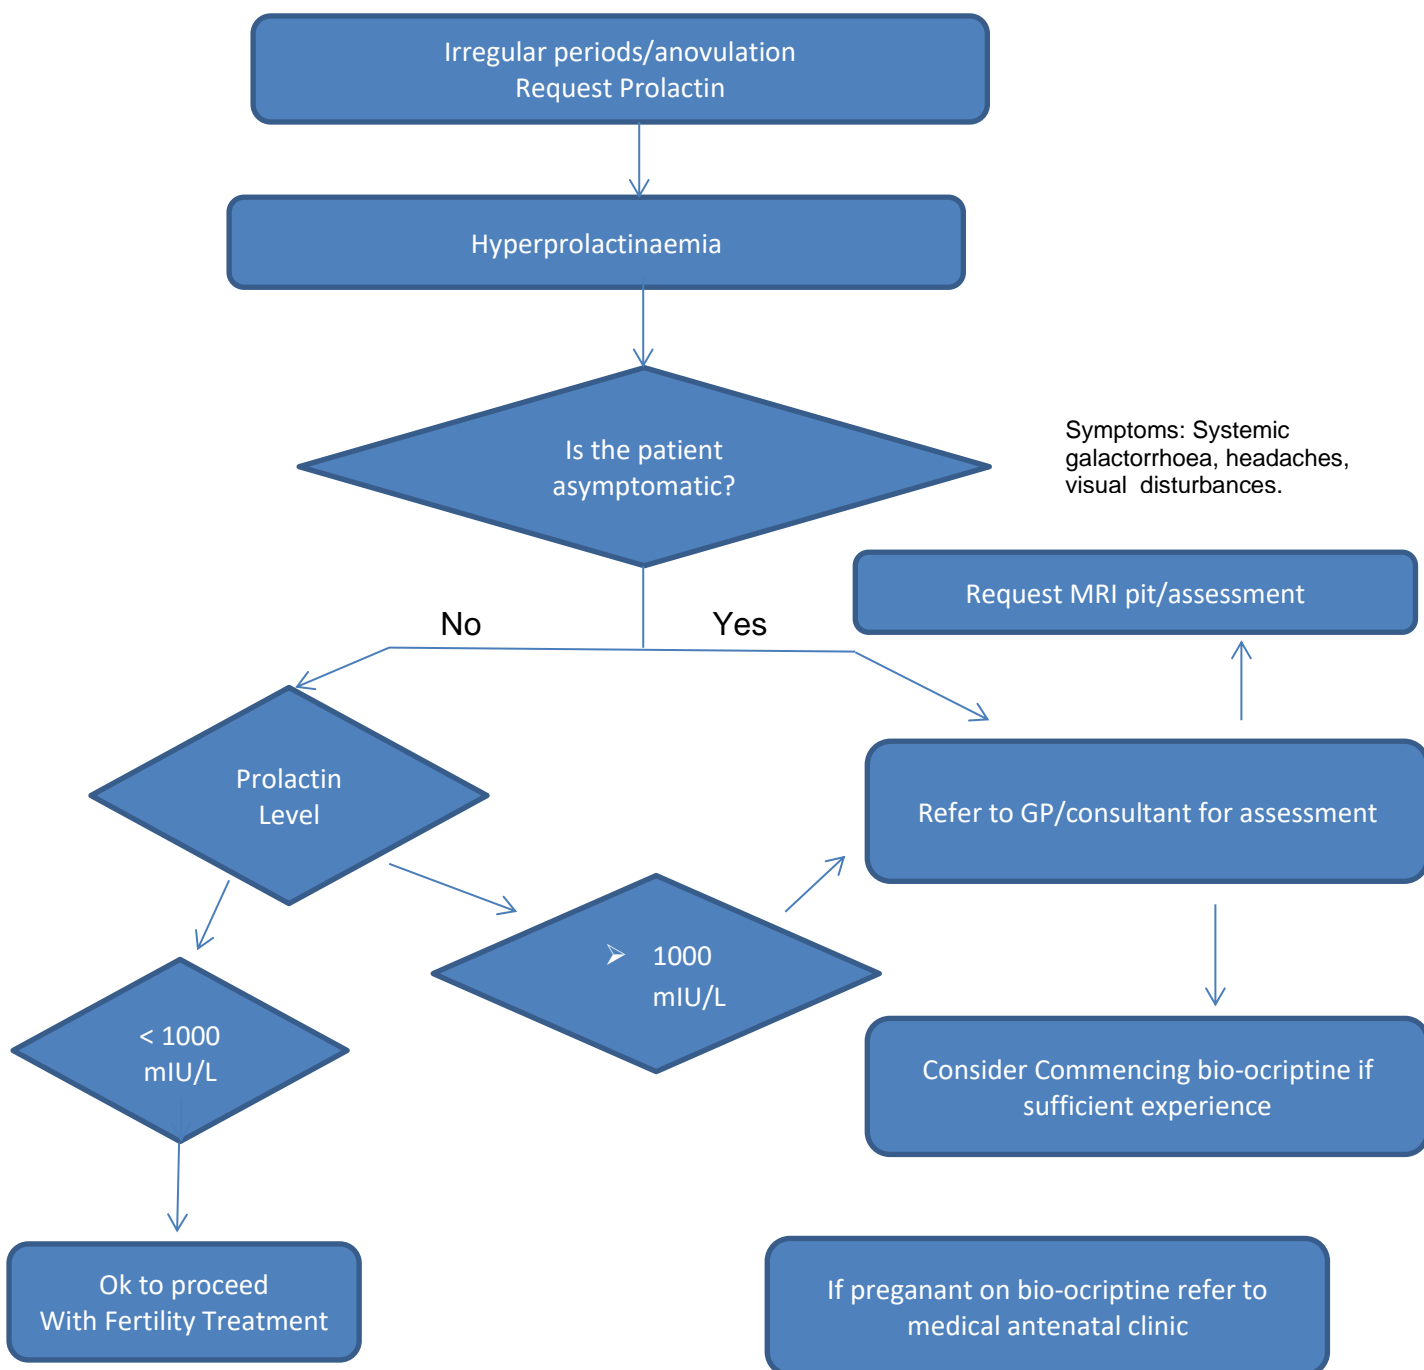 Irregular periods/anovulation
Request Prolactin
Hyperprolactinaemia
Is the patient
asymptomatic?
Symptoms: Systemic
galactorrhoea, headaches,
visual disturbances.
Request MRI pit/assessment
No
Yes
Prolactin
Level
Refer to GP/consultant for assessment
➢ 1000
mIU/L
< 1000
mIU/L
Consider Commencing bio-ocriptine if
sufficient experience
Ok to proceed
With Fertility Treatment
If preganant on bio-ocriptine refer to
medical antenatal clinic